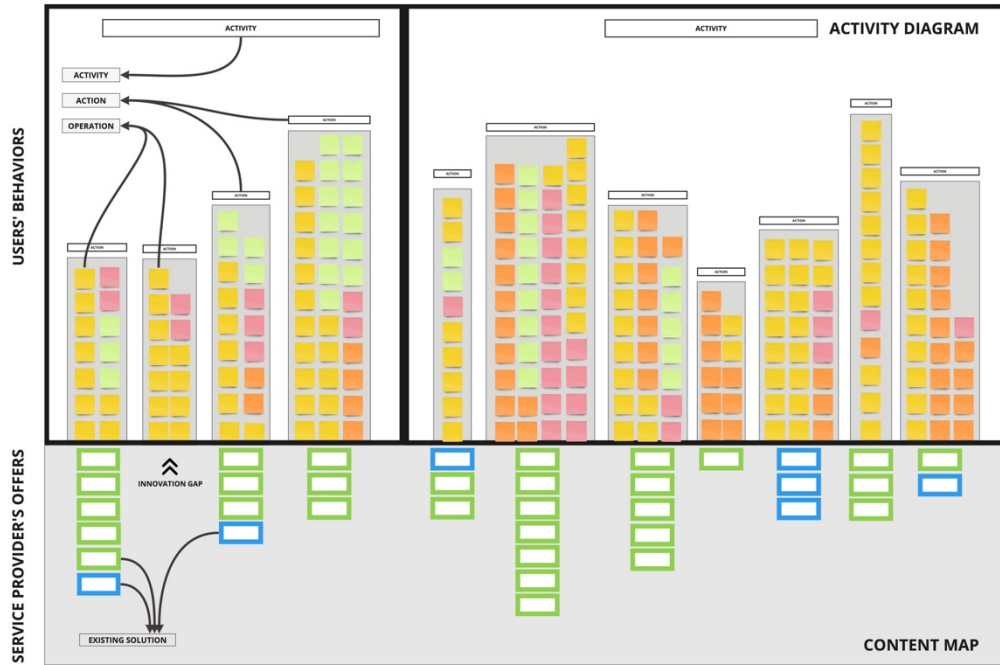 ACTIVITY
ACTIVITY
ACTIVITY DIAGRAM
ACTIVITY
ACTION
OPERATION
ACTION
ACTION
ACTION
ACTION
ACTION
ACTION
ACTION
ACTION
ACTION
ACTION
ACTION
USERS' BEHAVIORS
INNOVATION GAP
EXISTING SOLUTION
SERVICE PROVIDER'S OFFERS
CONTENT MAP